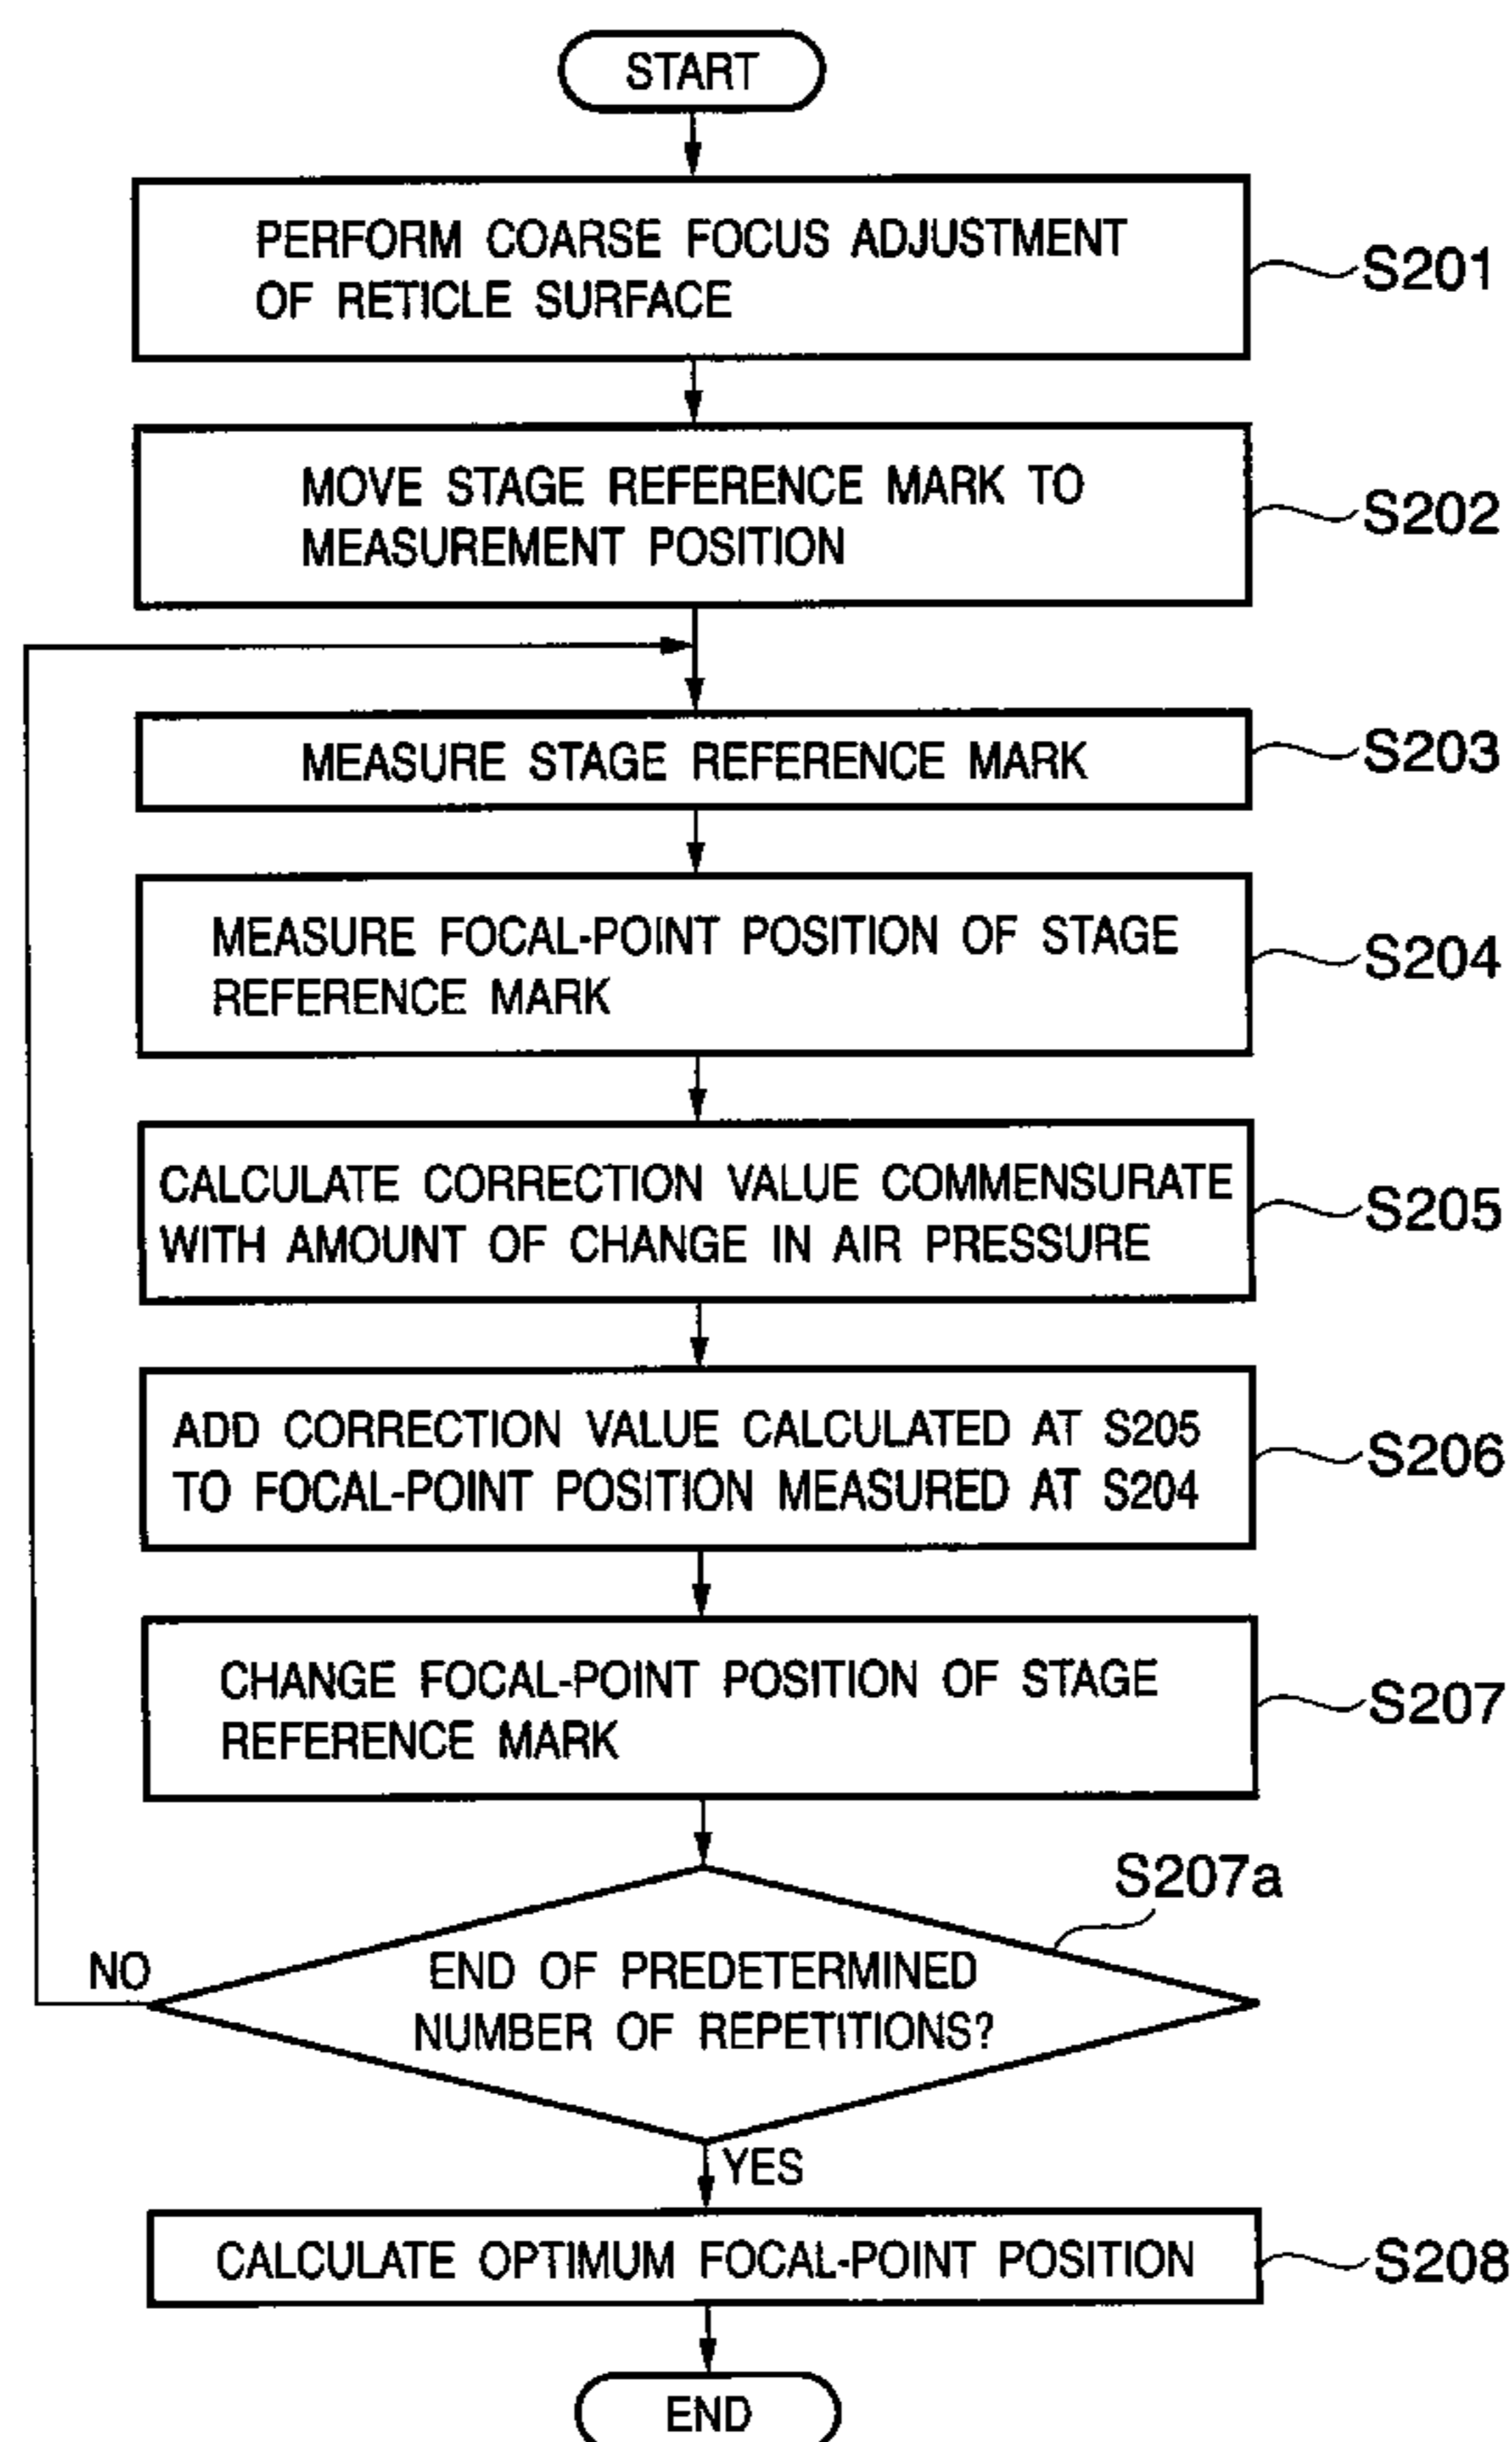 START
PERFORM COARSE FOCUS ADJUSTMENT
OF RETICLE SURFACE
S201
MOVE STAGE REFERENCE MARK TO
MEASUREMENT POSITION
S202
MEASURE STAGE REFERENCE MARK
S203
MEASURE FOCAL-POINT POSITION OF STAGE
REFERENCE MARK
S204
CALCULATE CORRECTION VALUE COMMENSURATE
WITH AMOUNT OF CHANGE IN AIR PRESSURE
S205
ADD CORRECTION VALUE CALCULATED AT S205
TO FOCAL-POINT POSITION MEASURED AT S204
S206
CHANGE FOCAL-POINT POSITION OF STAGE
REFERENCE MARK
S207
S207a
NO
END OF PREDETERMINED
NUMBER OF REPETITIONS?
YES
CALCULATE OPTIMUM FOCAL-POINT POSITION
S208
END